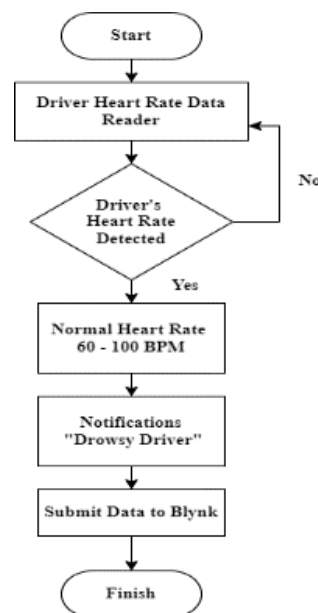 Start
Driver Heart Rate Data
Reader
Driver's
Heart Rate
Detected
No
Yes
Normal Heart Rate
60 - 100 BPM
Notifications
"Drowsy Driver"
Submit Data to Blynk
Finish